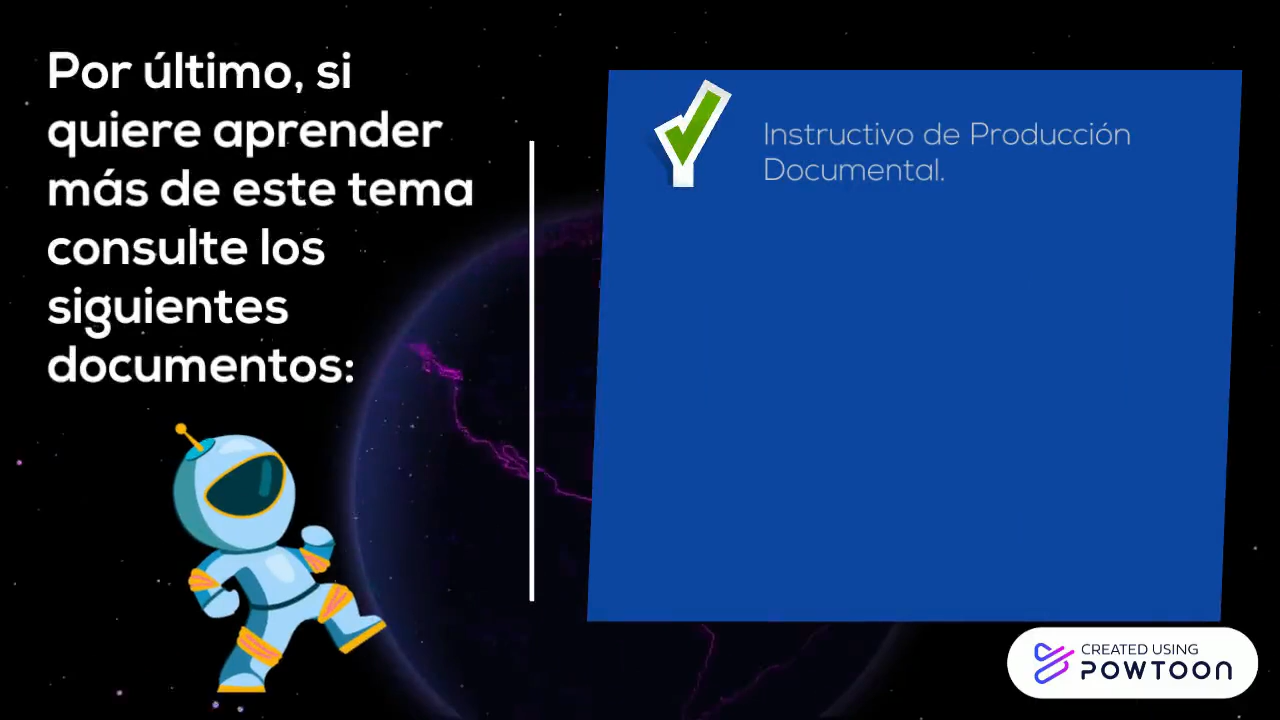 Por último, si
quiere aprender
más de este tema
consulte los
siguientes
documentos:
Instructivo de Producción
Documental.
CREATED USING
POWTOON